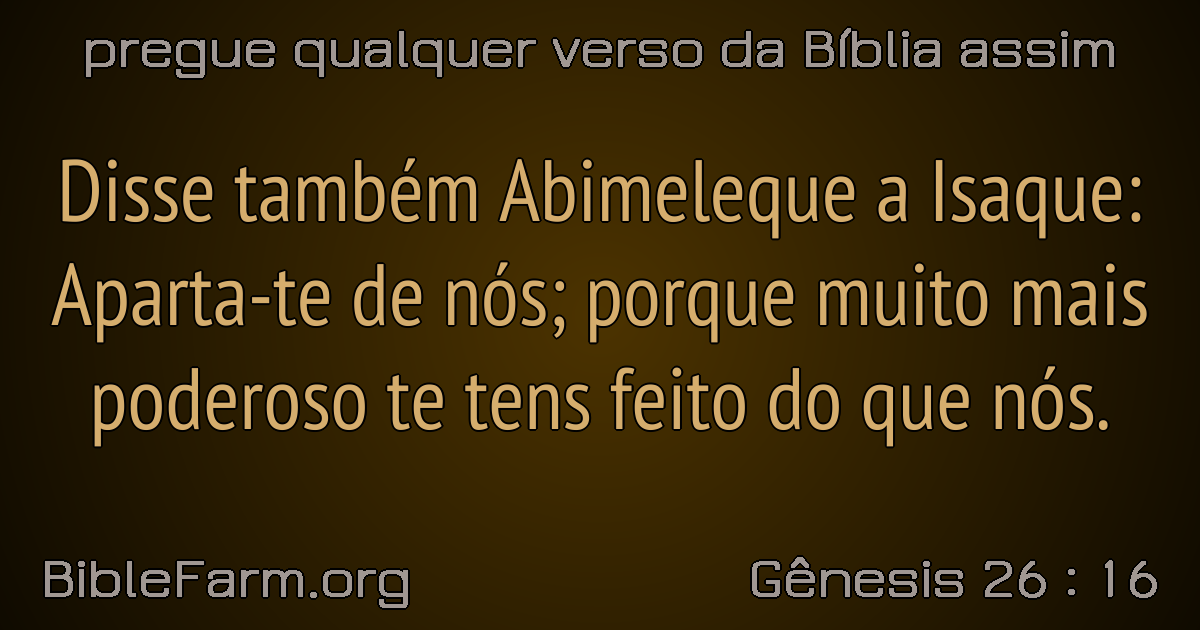 pregue qualquer verso da Bíblia assim
Disse também Abimeleque a Isaque:
Aparta-te de nós; porque muito mais
poderoso te tens feito do que nós.
BibleFarm.org
Gênesis 26 : 16